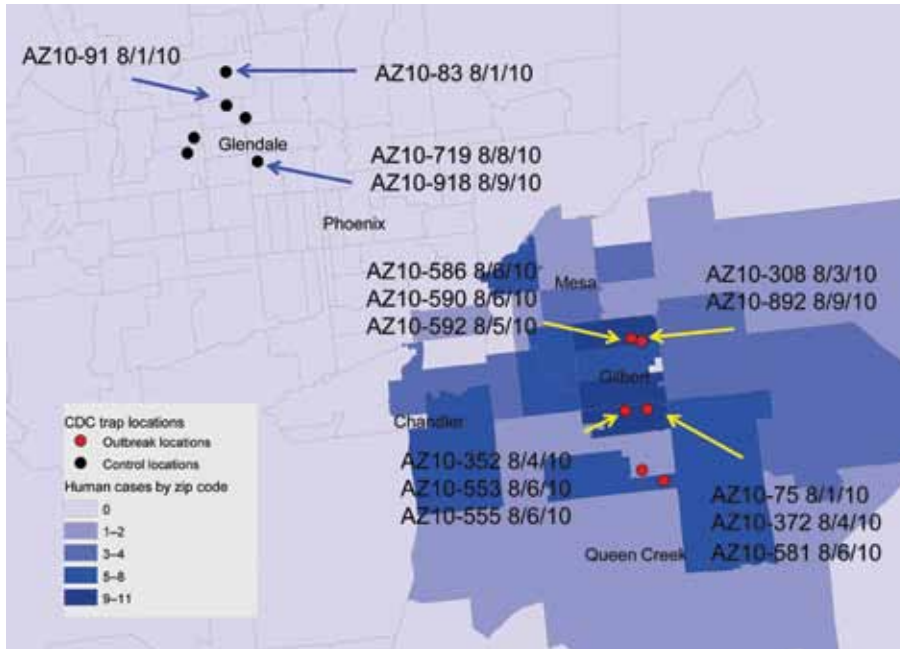 AZ10-91 8/1/10
AZ10-83 8/1/10
Glendale
AZ10-719 8/8/10
AZ10-918 8/9/10
Phoenix
AZ10-586 8/6/10
AZ10-590 8/6/10
AZ10-592 8/5/10
Mesa
AZ10-308 8/3/10
AZ10-892 8/9/10
Gilbert
Chandler
AZ10-352 8/4/10
AZ10-553 8/6/10
AZ10-555 8/6/10
AZ10-75 8/1/10
AZ10-372 8/4/10
AZ10-581 8/6/10
Queen Creek
CDC trap locations
Outbreak locations
Control locations
Human cases by zip code
0
1–2
3–4
5–8
9–11